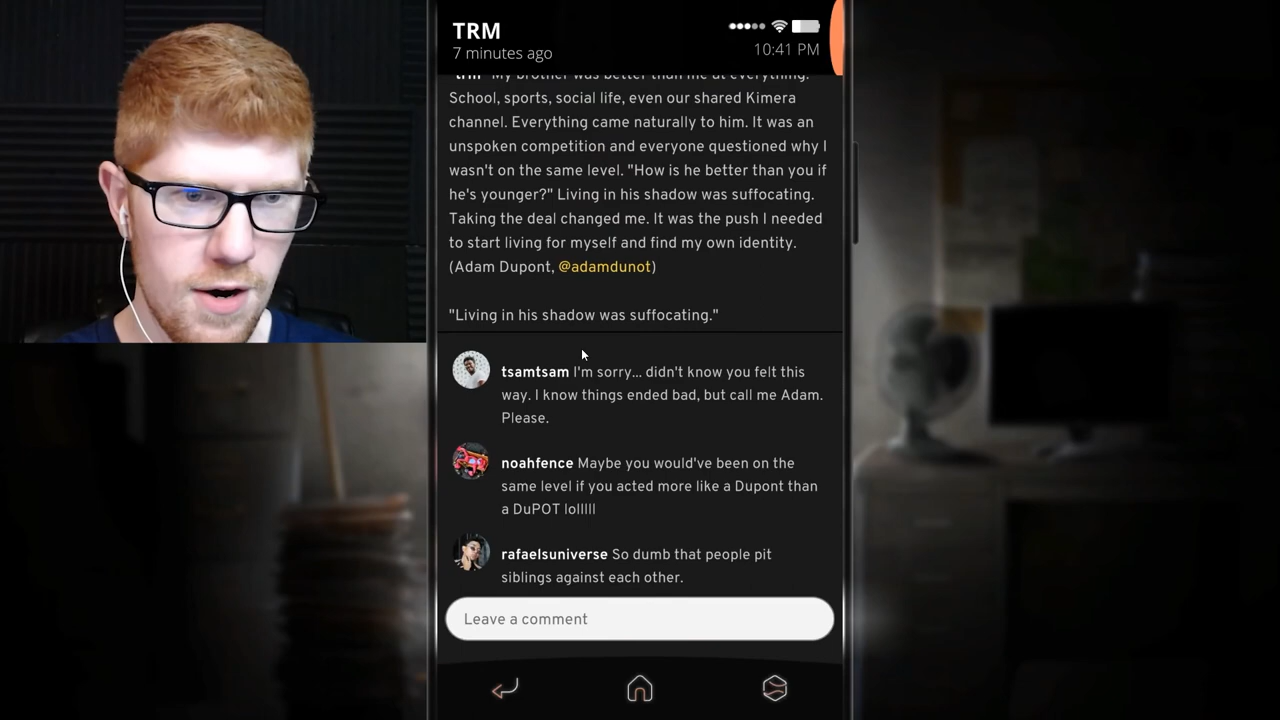 TRM
7 minutes ago
10:41 PM
trm My brother was better than me at everything.
School, sports, social life, even our shared Kimera
channel. Everything came naturally to him. It was an
unspoken competition and everyone questioned why I
wasn't on the same level. "How is he better than you if
he's younger?" Living in his shadow was suffocating.
Taking the deal changed me. It was the push I needed
to start living for myself and find my own identity.
(Adam Dupont, @adamdunot)
"Living in his shadow was suffocating."
tsamtsam I'm sorry... didn't know you felt this
way. I know things ended bad, but call me Adam.
Please.
noahfence Maybe you would've been on the
same level if you acted more like a Dupont than
a DuPOT lolllll
rafaelsuniverse So dumb that people pit
siblings against each other.
Leave a comment